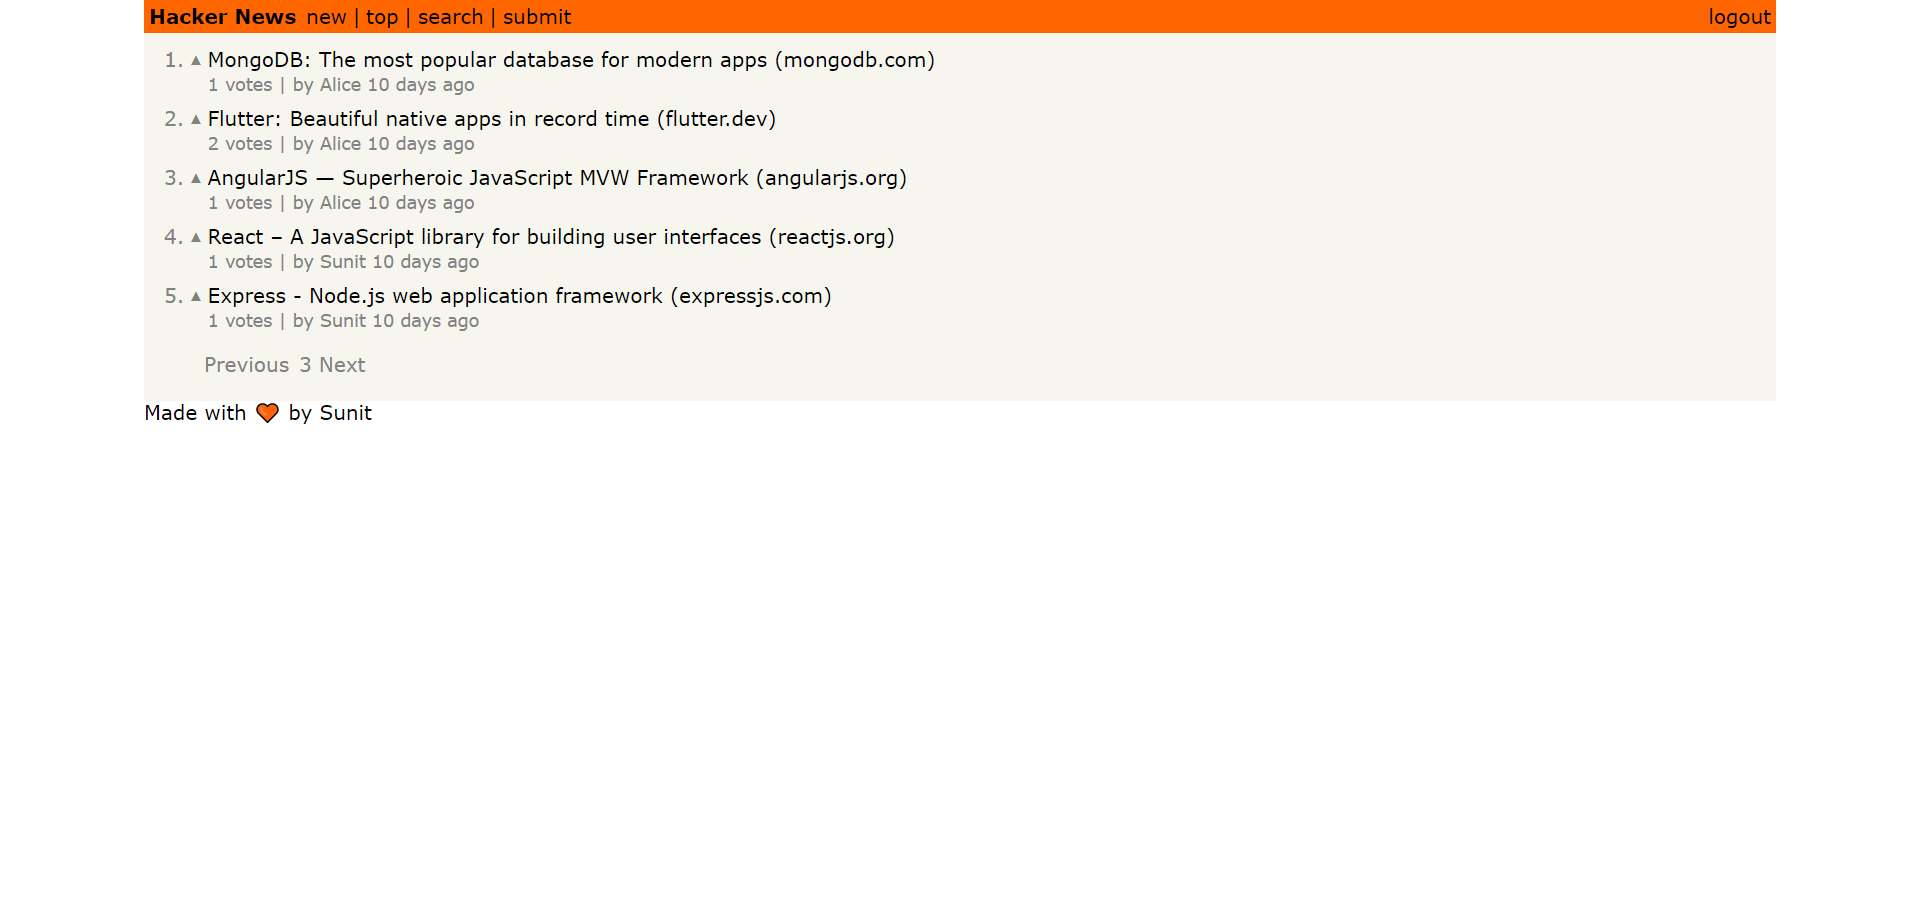 Hacker News new | top | search | submit logout
1. ▲ MongoDB: The most popular database for modern apps (mongodb.com)
1 votes | by Alice 10 days ago
2. ▲ Flutter: Beautiful native apps in record time (flutter.dev)
2 votes | by Alice 10 days ago
3. ▲ AngularJS — Superheroic JavaScript MVW Framework (angularjs.org)
1 votes | by Alice 10 days ago
4. ▲ React – A JavaScript library for building user interfaces (reactjs.org)
1 votes | by Sunit 10 days ago
5. ▲ Express - Node.js web application framework (expressjs.com)
1 votes | by Sunit 10 days ago
Previous 3 Next
Made with 🧡 by Sunit